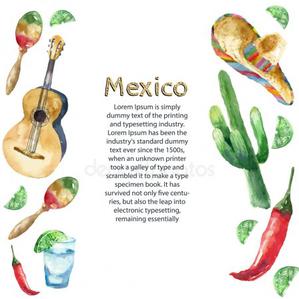 Mexico
Lorem Ipsum is simply
dummy text of the printing
and typesetting industry.
Lorem Ipsum has been the
industry's standard dummy
text ever since the 1500s,
when an unknown printer
took a galley of type and
scrambled it to make a type
specimen book. It has
survived not only five centuries,
but also the leap into
electronic typesetting,
remaining essentially